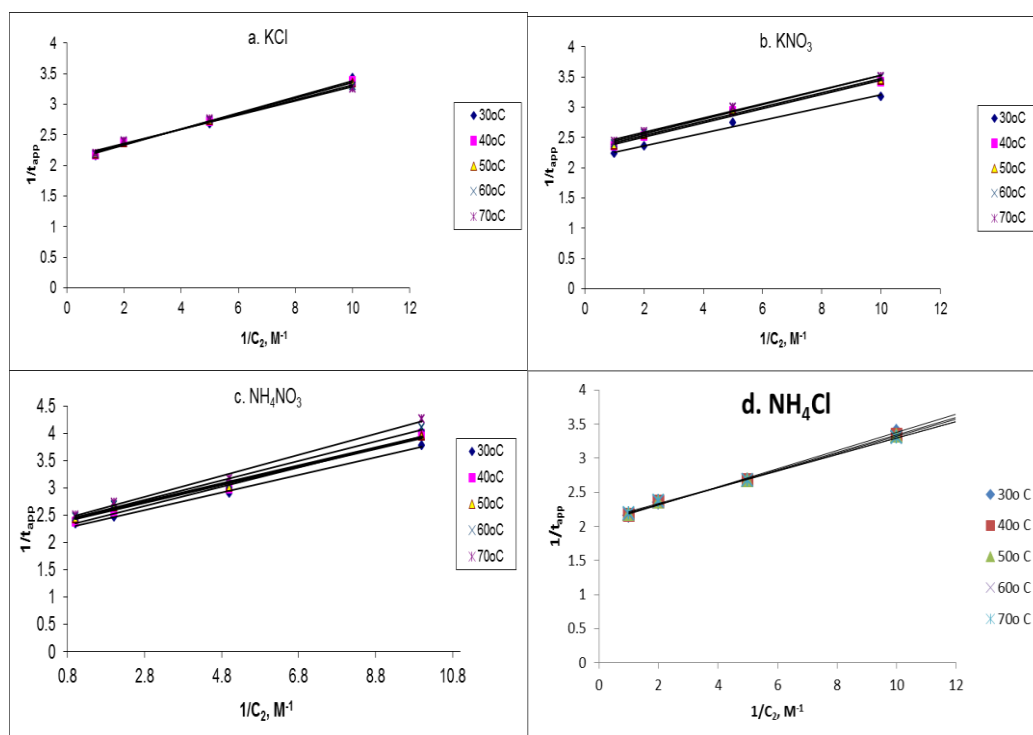 a. KCl
4
3.5
3
2.5
2
1.5
1
0.5
0
1/t_app
0 2 4 6 8 10 12
1/C₂, M⁻¹
30oC
40oC
50oC
60oC
70oC
b. KNO₃
4
3.5
3
2.5
2
1.5
1
0.5
0
1/t_app
0 2 4 6 8 10 12
1/C₂, M⁻¹
30oC
40oC
50oC
60oC
70oC
c. NH₄NO₃
4.5
4
3.5
3
2.5
2
1.5
1
0.5
0
1/t_app
0.8 2.8 4.8 6.8 8.8 10.8
1/C₂, M⁻¹
30oC
40oC
50oC
60oC
70oC
d. NH₄Cl
4
3.5
3
2.5
2
1.5
1
0.5
0
1/t_app
0 2 4 6 8 10 12
1/C₂, M⁻¹
30o C
40o C
50o C
60o C
70o C